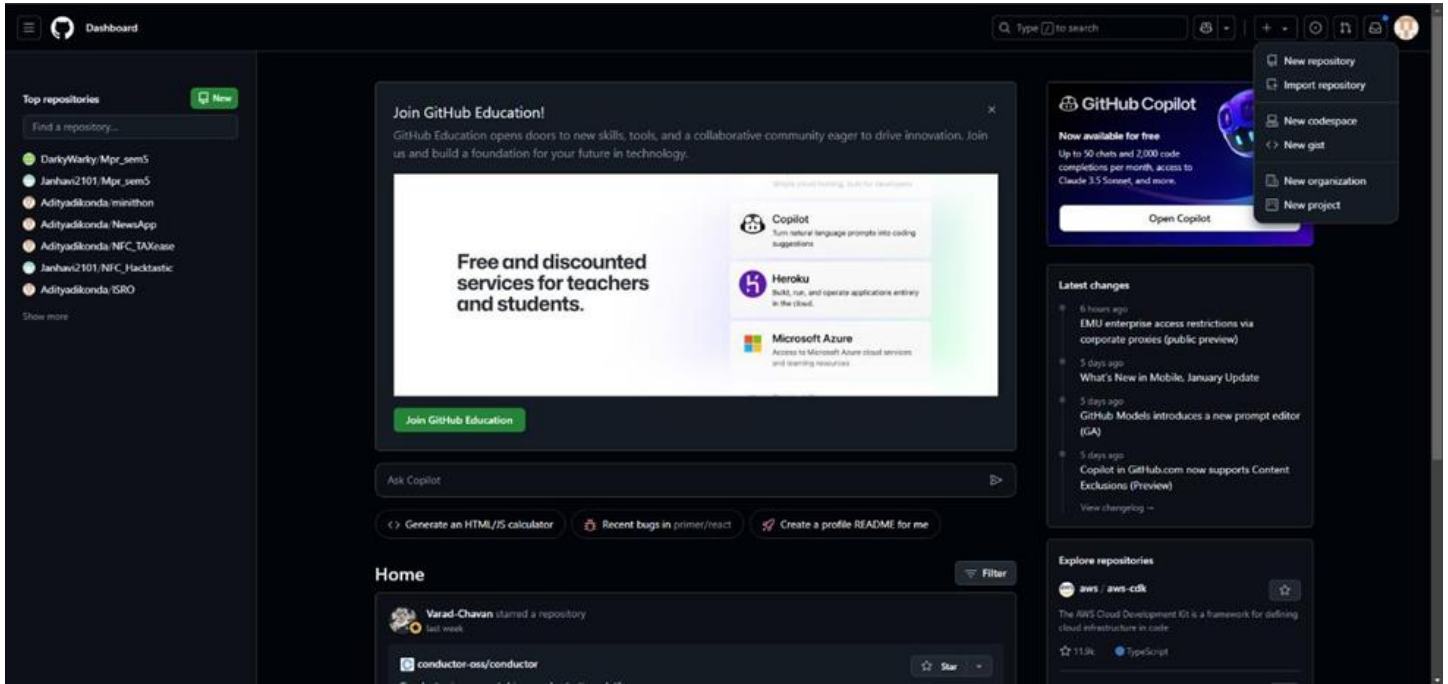 Dashboard
Type / to search
New repository
Import repository
New codespace
New gist
New organization
New project
Top repositories
New
Find a repository...
DarkyWarky/Mpr_sem5
Janhavi2101/Mpr_sem5
Adityadikonda/minithon
Adityadikonda/NewsApp
Adityadikonda/NFC_TAXease
Janhavi2101/NFC_Hacktastic
Adityadikonda/ISRO
Show more
Join GitHub Education!
GitHub Education opens doors to new skills, tools, and a collaborative community eager to drive innovation. Join
us and build a foundation for your future in technology.
Free and discounted
services for teachers
and students.
Simple cloud hosting, built for developers
Copilot
Turn natural language prompts into coding
suggestions
Heroku
Build, run, and operate applications entirely
in the cloud.
Microsoft Azure
Access to Microsoft Azure cloud services
and learning resources
Join GitHub Education
Ask Copilot
Generate an HTML/JS calculator
Recent bugs in primer/react
Create a profile README for me
Home
Filter
Varad-Chavan starred a repository
last week
conductor-oss/conductor
Star
GitHub Copilot
Now available for free
Up to 50 chats and 2,000 code
completions per month, access to
Claude 3.5 Sonnet, and more.
Open Copilot
Latest changes
6 hours ago
EMU enterprise access restrictions via
corporate proxies (public preview)
5 days ago
What's New in Mobile, January Update
5 days ago
GitHub Models introduces a new prompt editor
(GA)
5 days ago
Copilot in GitHub.com now supports Content
Exclusions (Preview)
View changelog →
Explore repositories
aws / aws-cdk
The AWS Cloud Development Kit is a framework for defining
cloud infrastructure in code
11.9k
TypeScript